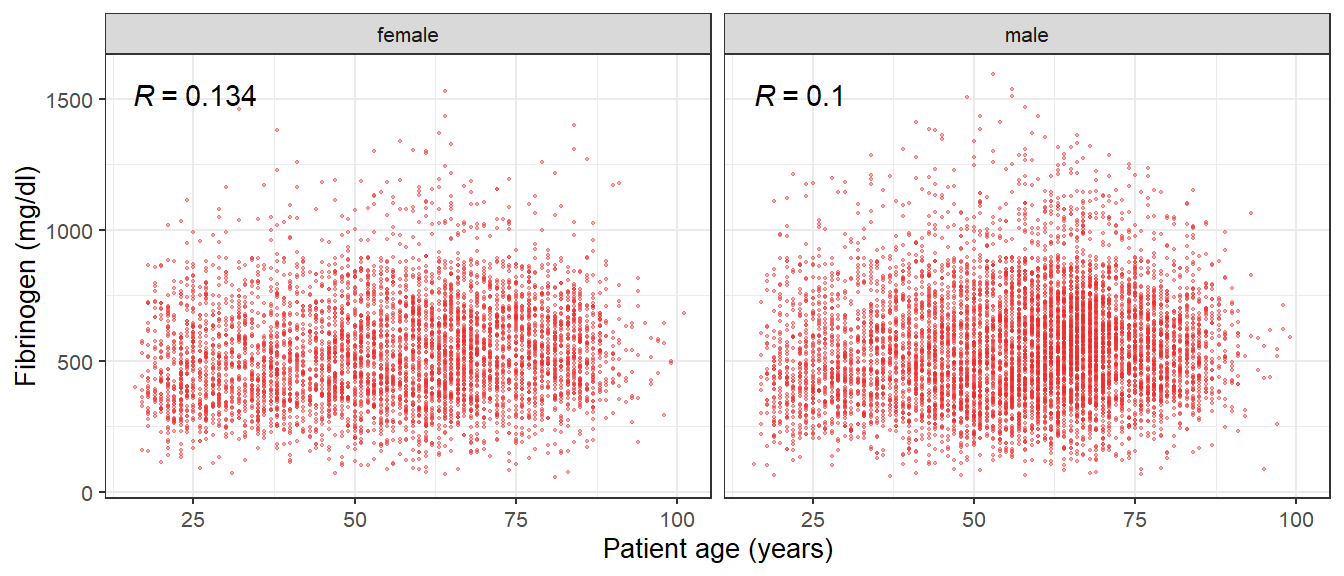 female
male
R = 0.134
R = 0.1
1500
1000
500
0
Fibrinogen (mg/dl)
25 50 75 100
25 50 75 100
Patient age (years)